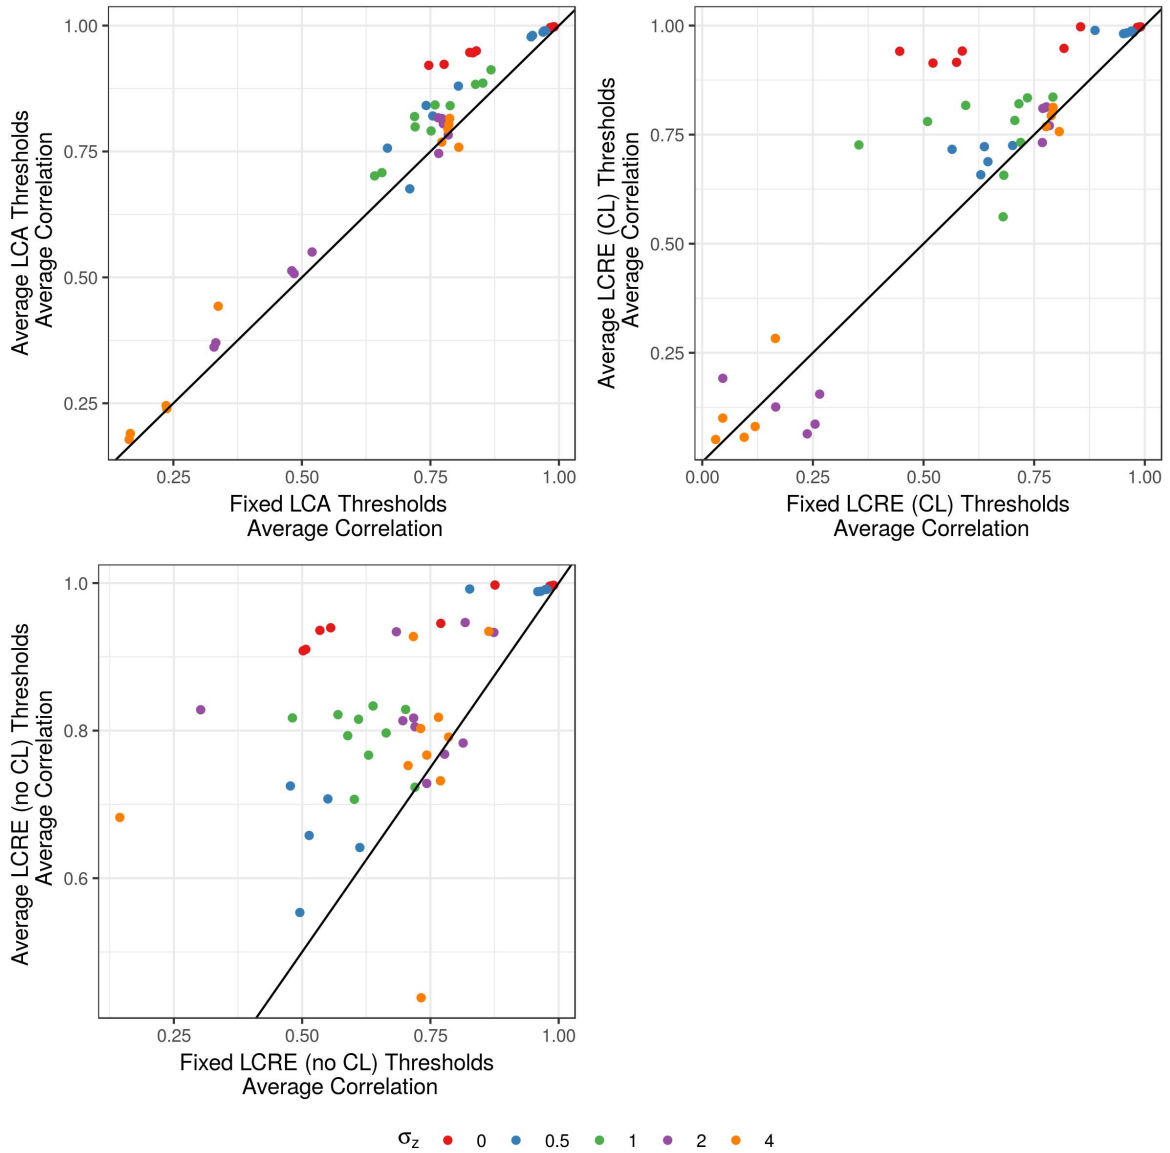 Average LCA Thresholds
Average Correlation
1.00
0.75
0.50
0.25
0.25 0.50 0.75 1.00
Fixed LCA Thresholds
Average Correlation
Average LCRE (CL) Thresholds
Average Correlation
1.00
0.75
0.50
0.25
0.00 0.25 0.50 0.75 1.00
Fixed LCRE (CL) Thresholds
Average Correlation
Average LCRE (no CL) Thresholds
Average Correlation
1.0
0.8
0.6
0.25 0.50 0.75 1.00
Fixed LCRE (no CL) Thresholds
Average Correlation
σz 0 0.5 1 2 4